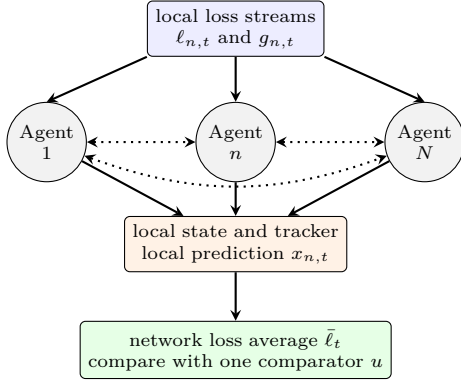 local loss streams
ℓ_{n,t} and g_{n,t}
Agent
1
Agent
n
Agent
N
local state and tracker
local prediction x_{n,t}
network loss average \bar{ℓ}_t
compare with one comparator u